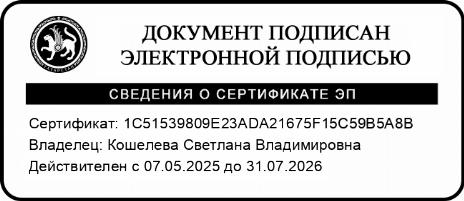 ДОКУМЕНТ ПОДПИСАН
ЭЛЕКТРОННОЙ ПОДПИСЬЮ
СВЕДЕНИЯ О СЕРТИФИКАТЕ ЭП
Сертификат: 1C51539809E23ADA21675F15C59B5A8B
Владелец: Кошелева Светлана Владимировна
Действителен с 07.05.2025 до 31.07.2026